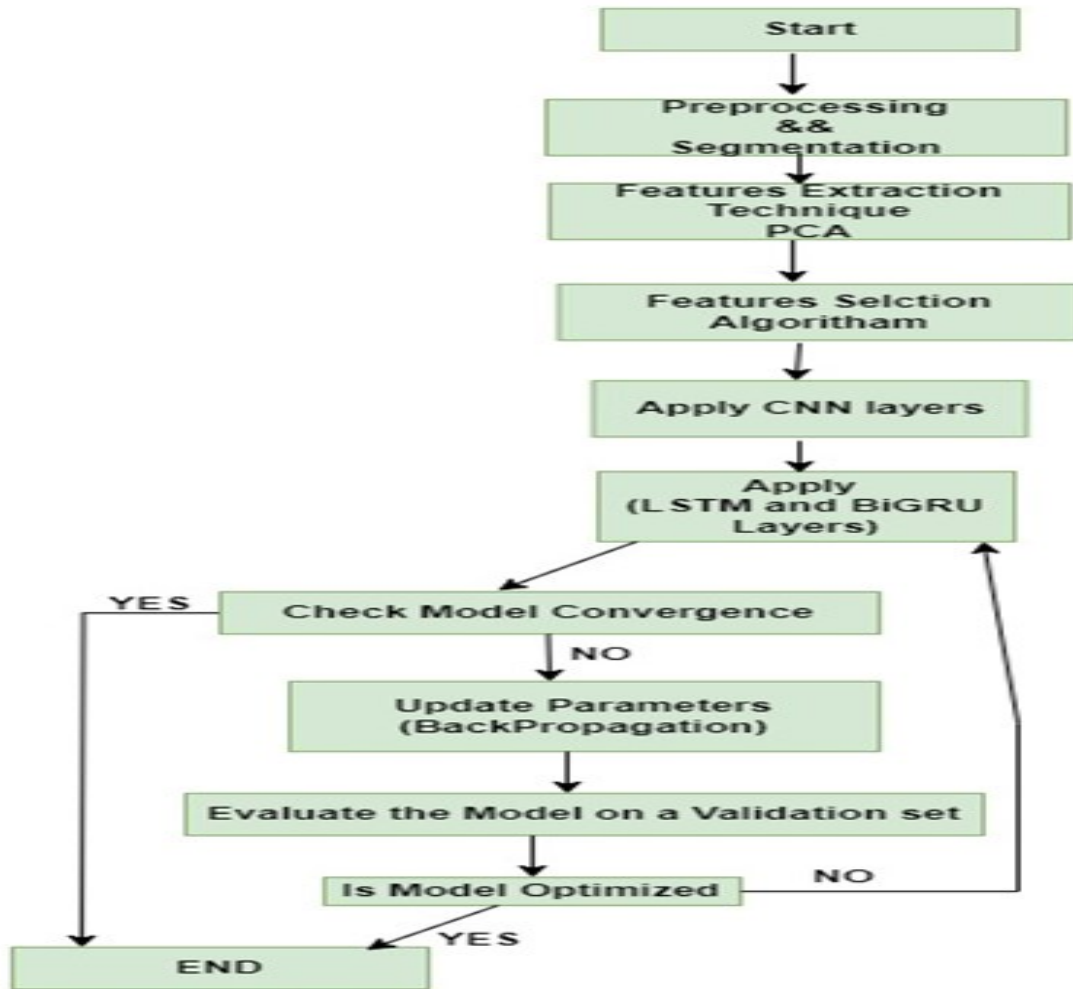 Start
Preprocessing
&&
Segmentation
Features Extraction
Technique
PCA
Features Selction
Algoritham
Apply CNN layers
Apply
(LSTM and BiGRU
Layers)
YES
Check Model Convergence
NO
Update Parameters
(BackPropagation)
Evaluate the Model on a Validation set
Is Model Optimized
NO
YES
END